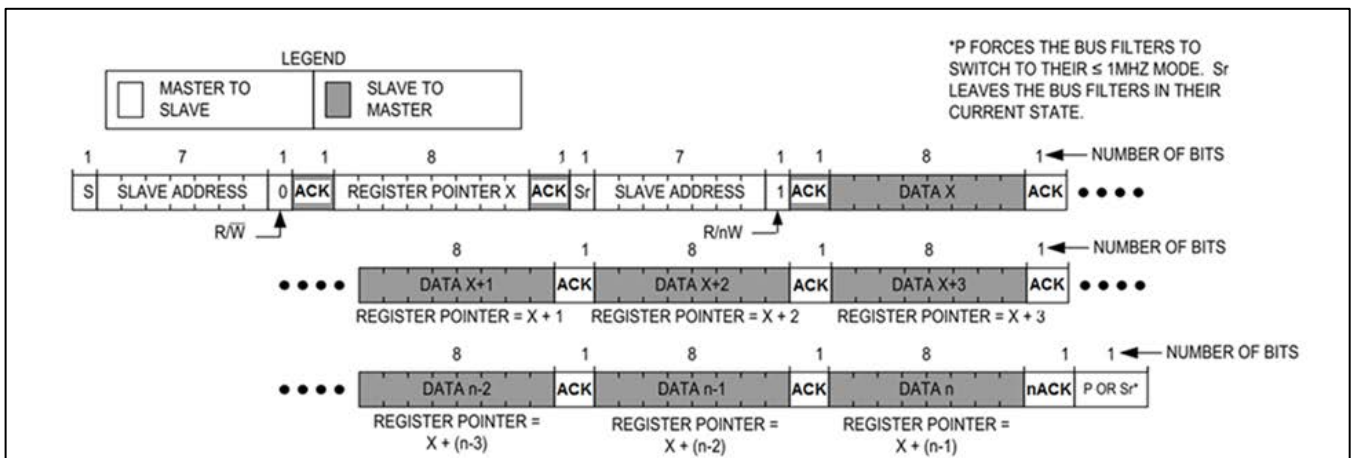 LEGEND
MASTER TO
SLAVE
SLAVE TO
MASTER
*P FORCES THE BUS FILTERS TO
SWITCH TO THEIR ≤ 1MHZ MODE. Sr
LEAVES THE BUS FILTERS IN THEIR
CURRENT STATE.
1 7 1 1 8 1 1 7 1 1 8 1 NUMBER OF BITS
S SLAVE ADDRESS 0 ACK REGISTER POINTER X ACK Sr SLAVE ADDRESS 1 ACK DATA X ACK
R/W̅ R/nW
8 1 8 1 8 1 NUMBER OF BITS
DATA X+1 ACK DATA X+2 ACK DATA X+3 ACK
REGISTER POINTER = X + 1 REGISTER POINTER = X + 2 REGISTER POINTER = X + 3
8 1 8 1 8 1 1 NUMBER OF BITS
DATA n-2 ACK DATA n-1 ACK DATA n nACK P OR Sr*
REGISTER POINTER = REGISTER POINTER = REGISTER POINTER =
X + (n-3) X + (n-2) X + (n-1)